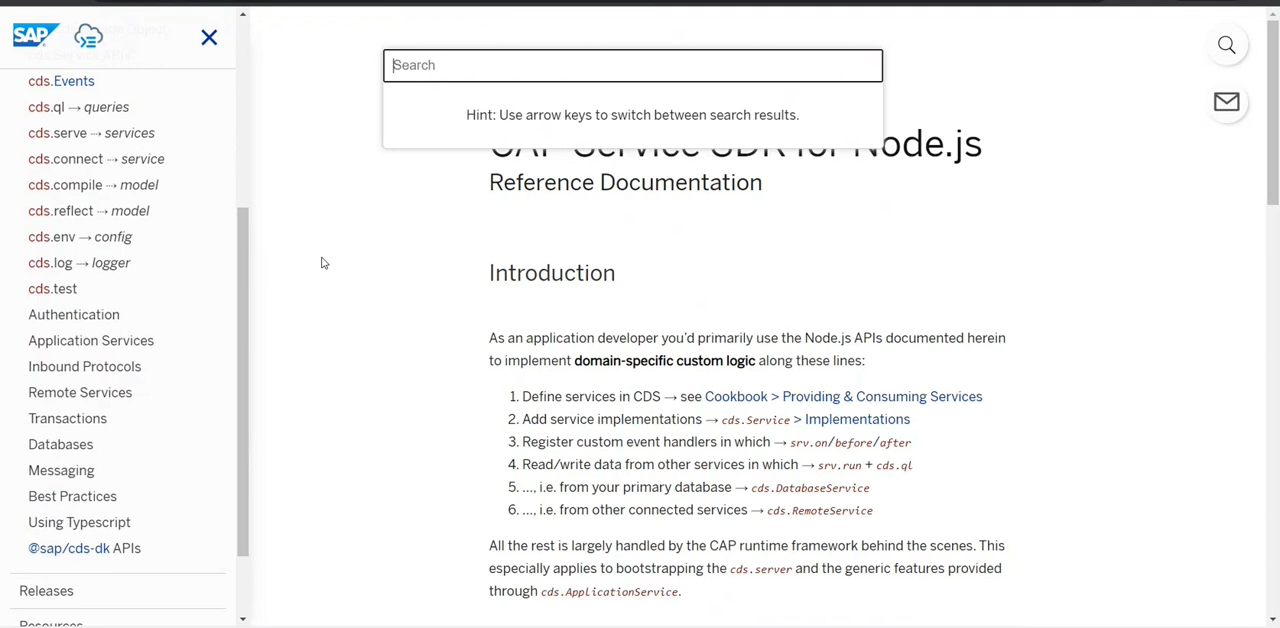 SAP
cds.Events
cds.ql → queries
cds.serve ⇢ services
cds.connect ⇢ service
cds.compile ⇢ model
cds.reflect ⇢ model
cds.env → config
cds.log → logger
cds.test
Authentication
Application Services
Inbound Protocols
Remote Services
Transactions
Databases
Messaging
Best Practices
Using Typescript
@sap/cds-dk APIs
Releases
Resources
Search
Hint: Use arrow keys to switch between search results.
CAP Service SDK for Node.js
Reference Documentation
Introduction
As an application developer you'd primarily use the Node.js APIs documented herein
to implement domain-specific custom logic along these lines:
1. Define services in CDS → see Cookbook > Providing & Consuming Services
2. Add service implementations → cds.Service > Implementations
3. Register custom event handlers in which → srv.on/before/after
4. Read/write data from other services in which → srv.run + cds.ql
5. ..., i.e. from your primary database → cds.DatabaseService
6. ..., i.e. from other connected services → cds.RemoteService
All the rest is largely handled by the CAP runtime framework behind the scenes. This
especially applies to bootstrapping the cds.server and the generic features provided
through cds.ApplicationService.